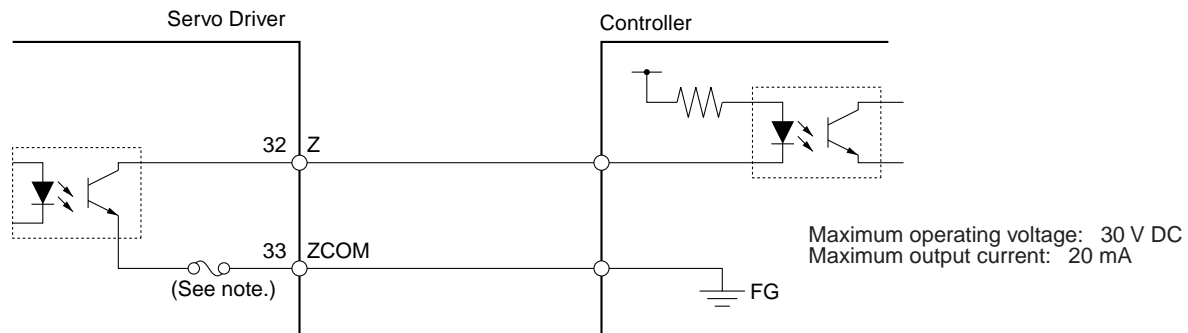 Servo Driver
Controller
32 Z
33 ZCOM
(See note.)
FG
Maximum operating voltage: 30 V DC
Maximum output current: 20 mA